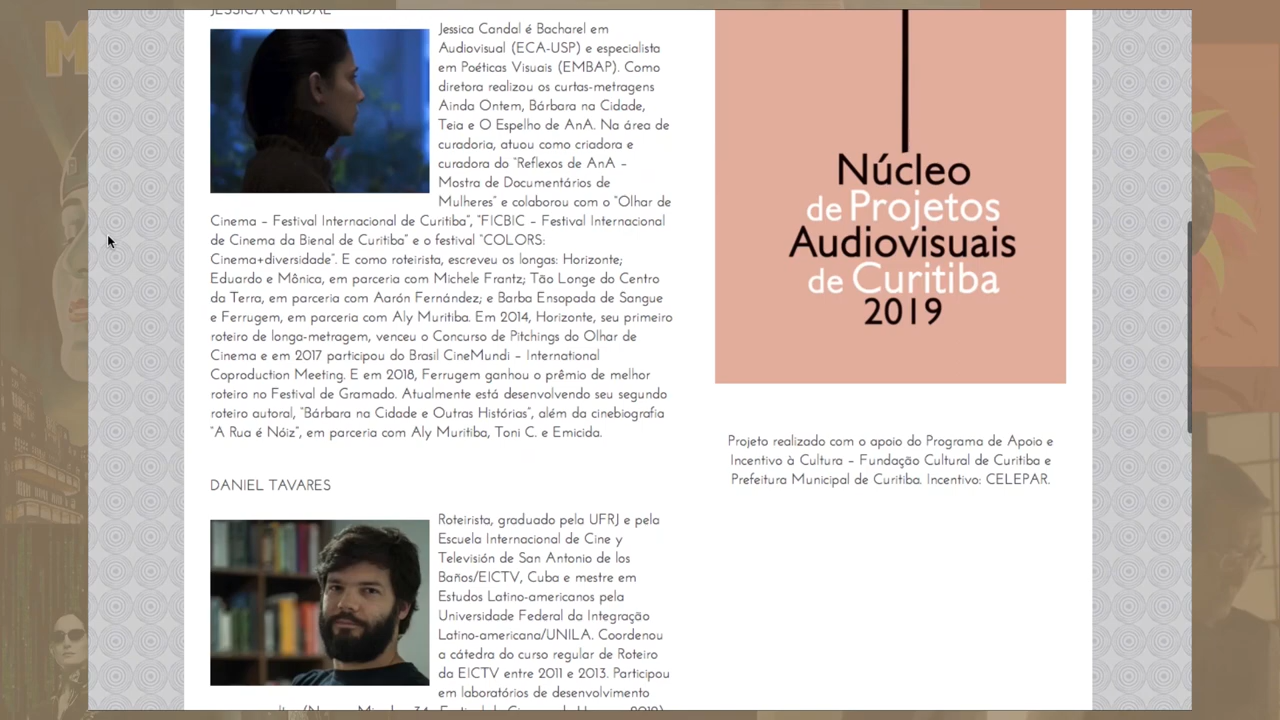 JESSICA CANDAL
Jessica Candal é Bacharel em
Audiovisual (ECA-USP) e especialista
em Poéticas Visuais (EMBAP). Como
diretora realizou os curtas-metragens
Ainda Ontem, Bárbara na Cidade,
Teia e O Espelho de AnA. Na área de
curadoria, atuou como criadora e
curadora do "Reflexos de AnA –
Mostra de Documentários de
Mulheres" e colaborou com o "Olhar de
Cinema – Festival Internacional de Curitiba", "FICBIC – Festival Internacional
de Cinema da Bienal de Curitiba" e o festival "COLORS:
Cinema+diversidade". E como roteirista, escreveu os longas: Horizonte;
Eduardo e Mônica, em parceria com Michele Frantz; Tão Longe do Centro
da Terra, em parceria com Aarón Fernández; e Barba Ensopada de Sangue
e Ferrugem, em parceria com Aly Muritiba. Em 2014, Horizonte, seu primeiro
roteiro de longa-metragem, venceu o Concurso de Pitchings do Olhar de
Cinema e em 2017 participou do Brasil CineMundi – International
Coproduction Meeting. E em 2018, Ferrugem ganhou o prêmio de melhor
roteiro no Festival de Gramado. Atualmente está desenvolvendo seu segundo
roteiro autoral, "Bárbara na Cidade e Outras Histórias", além da cinebiografia
"A Rua é Nóiz", em parceria com Aly Muritiba, Toni C. e Emicida.
DANIEL TAVARES
Roteirista, graduado pela UFRJ e pela
Escuela Internacional de Cine y
Televisión de San Antonio de los
Baños/EICTV, Cuba e mestre em
Estudos Latino-americanos pela
Universidade Federal da Integração
Latino-americana/UNILA. Coordenou
a cátedra do curso regular de Roteiro
da EICTV entre 2011 e 2013. Participou
em laboratórios de desenvolvimento
Núcleo
de Projetos
Audiovisuais
de Curitiba
2019
Projeto realizado com o apoio do Programa de Apoio e
Incentivo à Cultura – Fundação Cultural de Curitiba e
Prefeitura Municipal de Curitiba. Incentivo: CELEPAR.